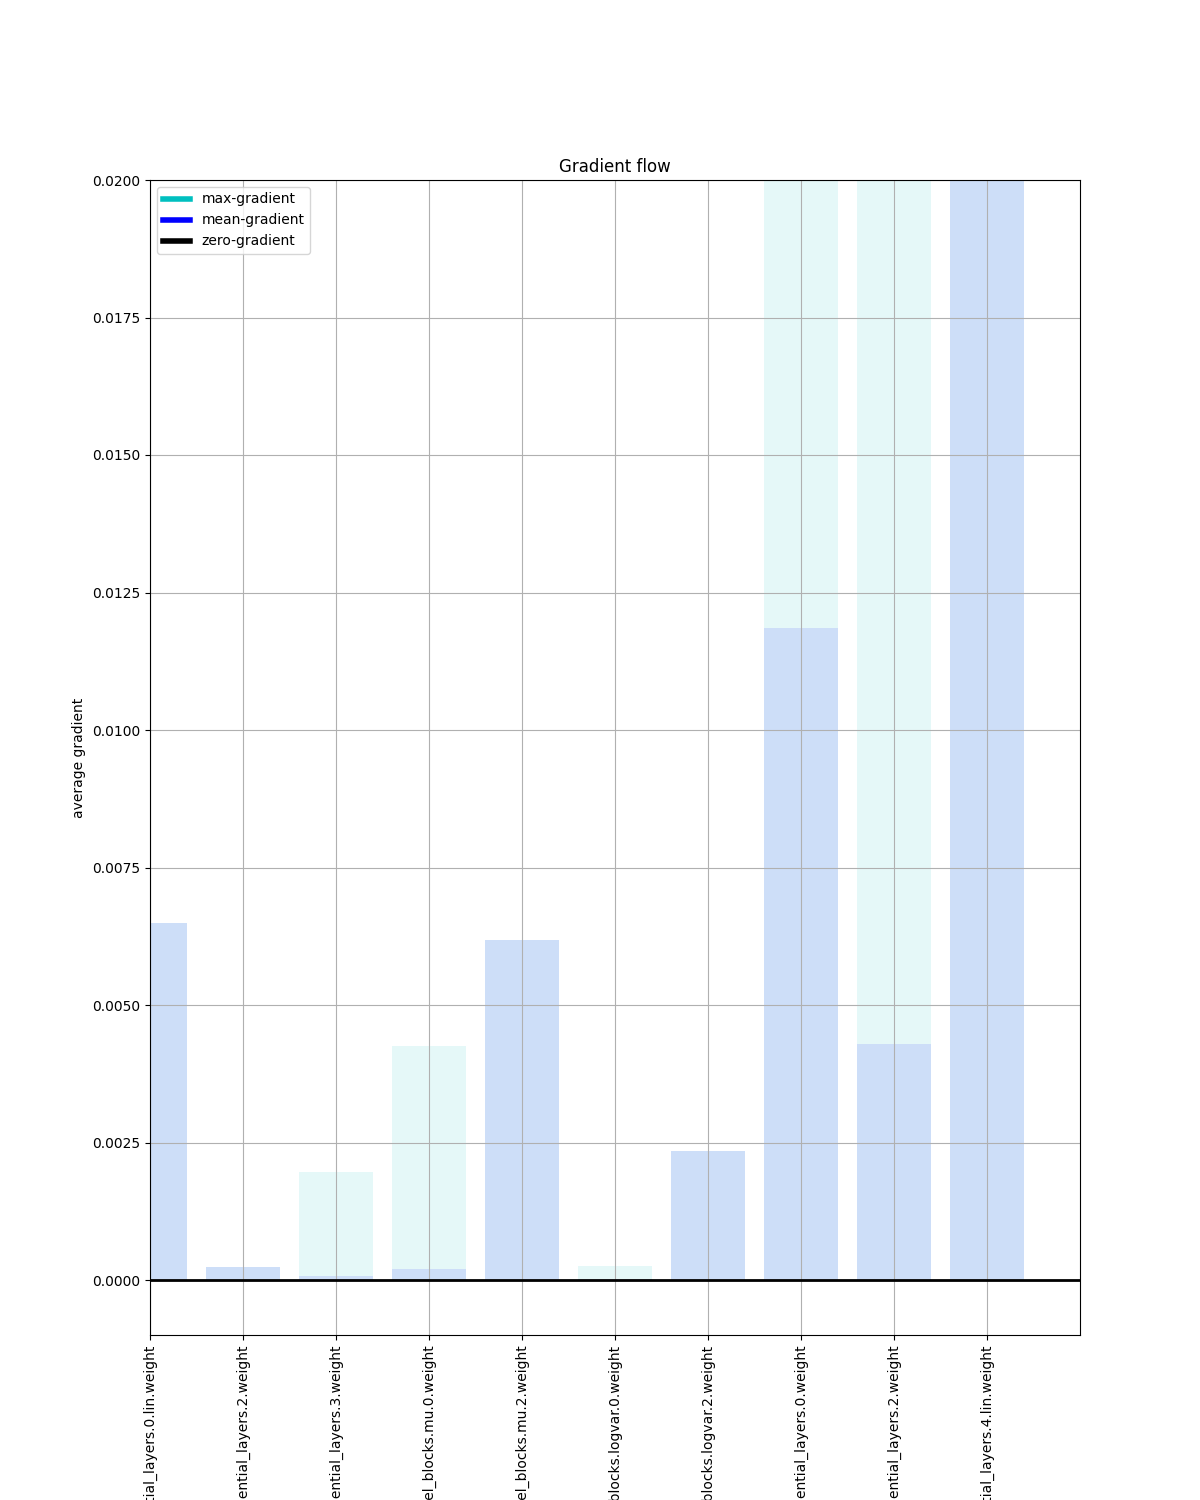 Gradient flow
max-gradient
mean-gradient
zero-gradient
0.0200
0.0175
0.0150
0.0125
0.0100
0.0075
0.0050
0.0025
0.0000
average gradient
tial_layers.0.lin.weight
ential_layers.2.weight
ential_layers.3.weight
el_blocks.mu.0.weight
el_blocks.mu.2.weight
blocks.logvar.0.weight
blocks.logvar.2.weight
ential_layers.0.weight
ential_layers.2.weight
tial_layers.4.lin.weight